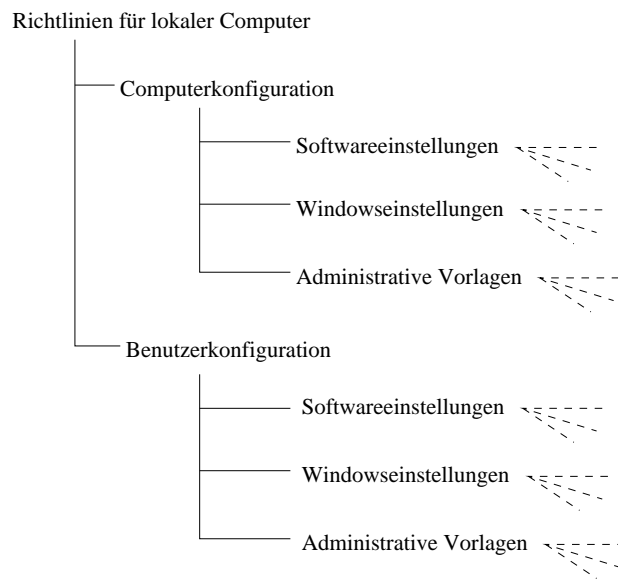 Richtlinien für lokaler Computer
Computerkonfiguration
Softwareeinstellungen
Windowseinstellungen
Administrative Vorlagen
Benutzerkonfiguration
Softwareeinstellungen
Windowseinstellungen
Administrative Vorlagen